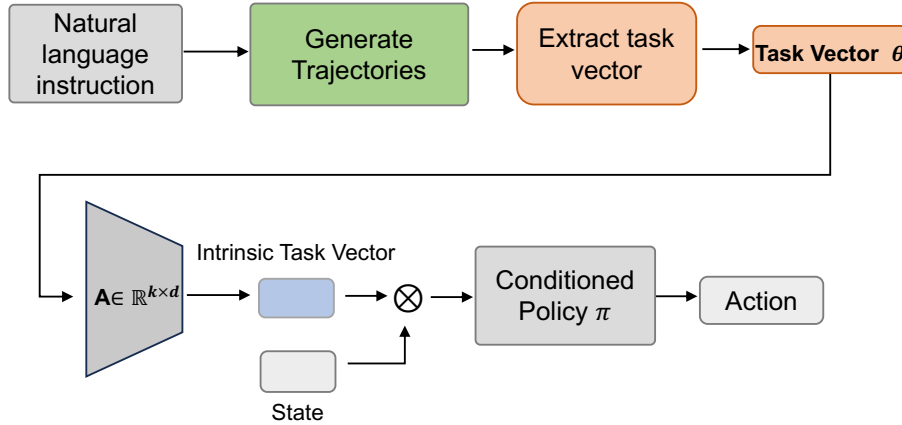 Natural
language
instruction
Generate
Trajectories
Extract task
vector
Task Vector θ
Intrinsic Task Vector
A∈ ℝ^{k×d}
Conditioned
Policy π
Action
State